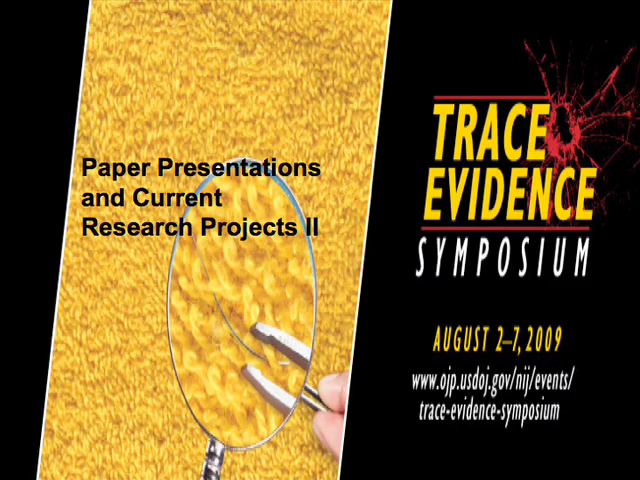 Paper Presentations
and Current
Research Projects II
TRACE
EVIDENCE
SYMPOSIUM
AUGUST 2–7, 2009
www.ojp.usdoj.gov/nij/events/
trace-evidence-symposium